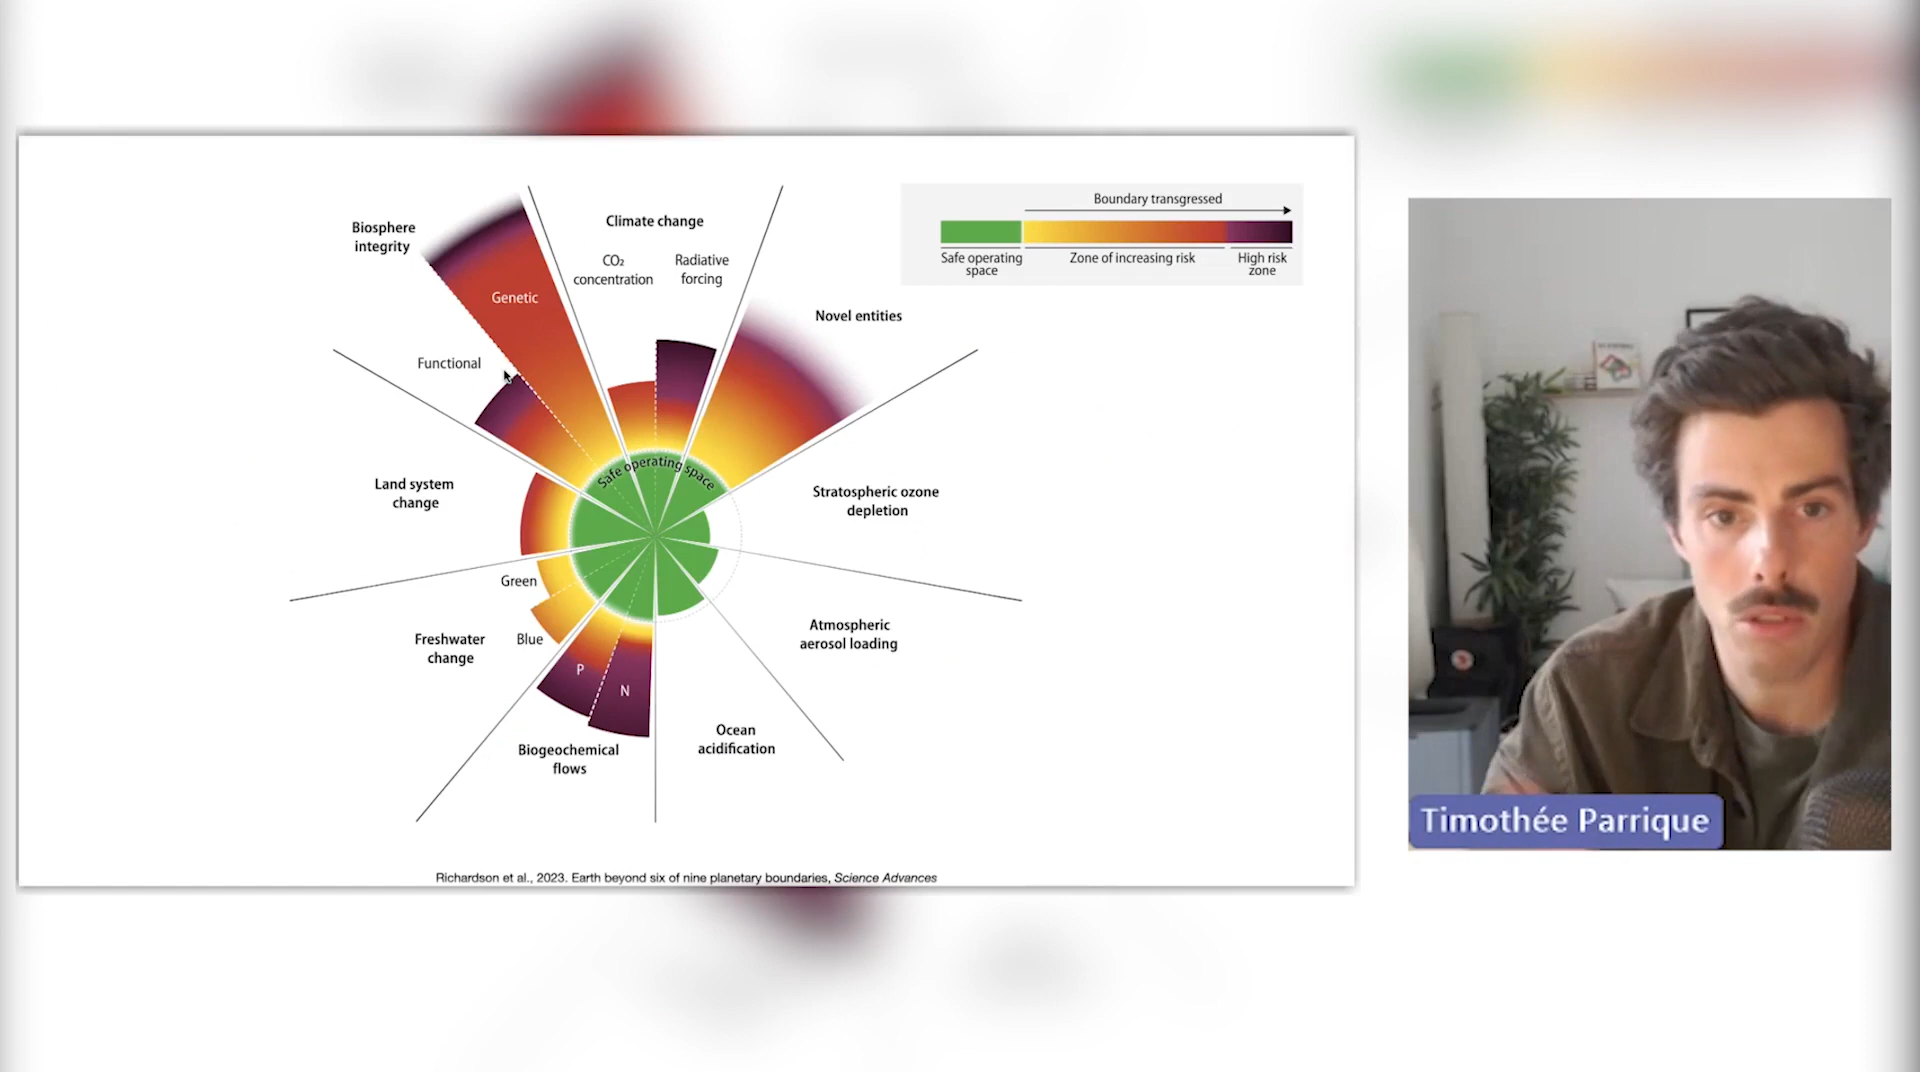 Boundary transgressed
Safe operating
space
Zone of increasing risk
High risk
zone
Biosphere
integrity
Genetic
Functional
Climate change
CO₂
concentration
Radiative
forcing
Novel entities
Safe operating space
Stratospheric ozone
depletion
Land system
change
Green
Blue
Freshwater
change
P
N
Biogeochemical
flows
Atmospheric
aerosol loading
Ocean
acidification
Richardson et al., 2023. Earth beyond six of nine planetary boundaries, Science Advances
Timothée Parrique